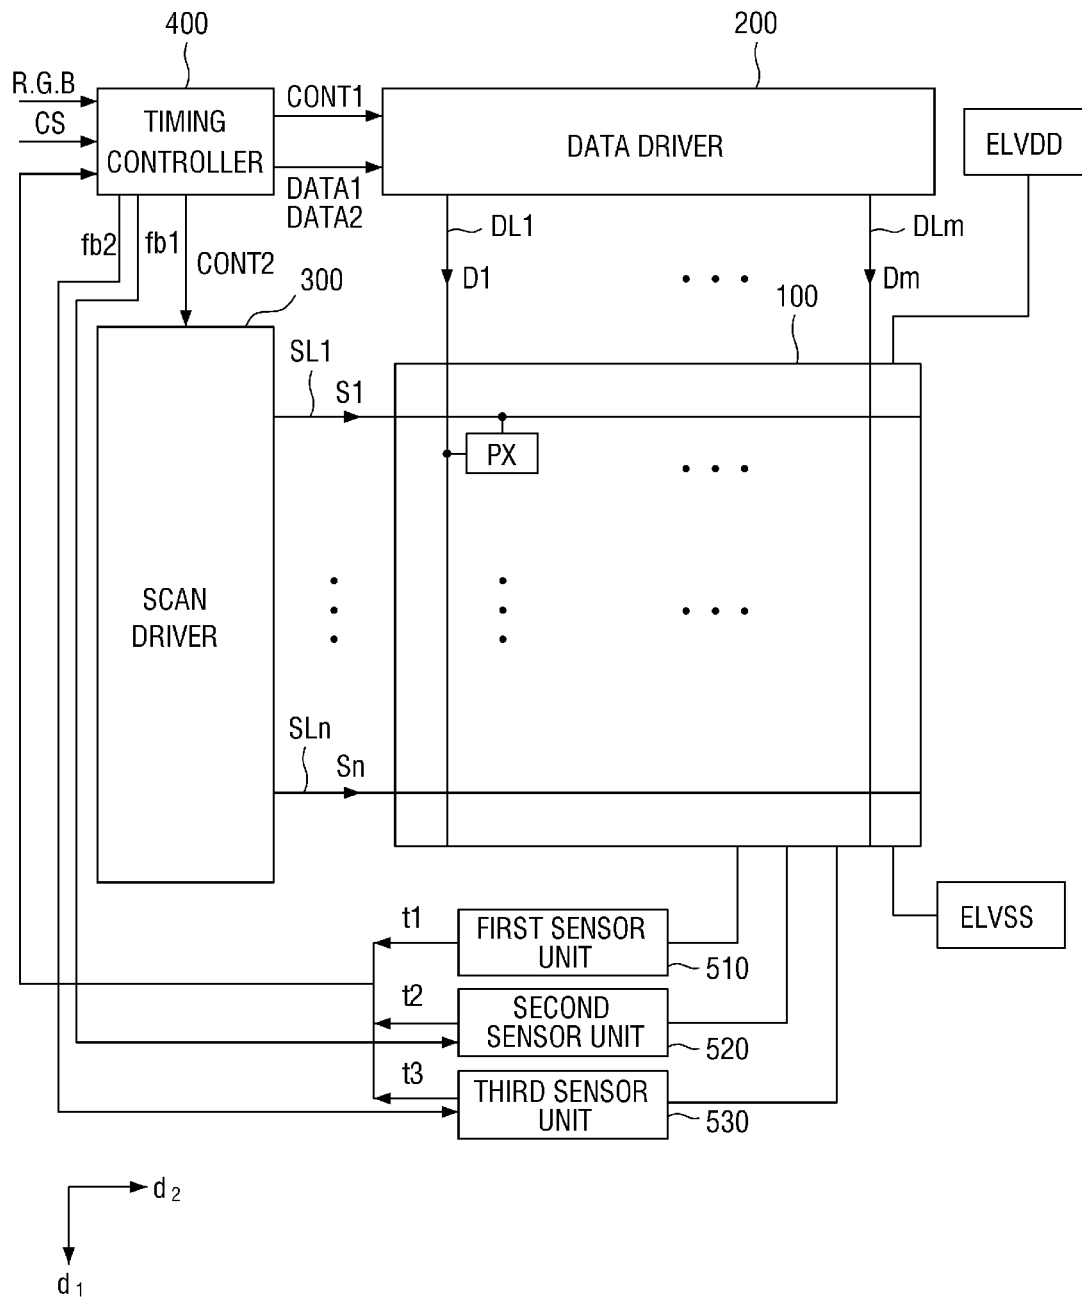 400
200
R.G.B
CS
TIMING
CONTROLLER
CONT1
DATA DRIVER
ELVDD
DATA1
DATA2
fb2
fb1
CONT2
DL1
DLm
D1
Dm
300
100
SL1
S1
PX
SCAN
DRIVER
SLn
Sn
t1
FIRST SENSOR
UNIT
510
ELVSS
t2
SECOND
SENSOR UNIT
520
t3
THIRD SENSOR
UNIT
530
d2
d1